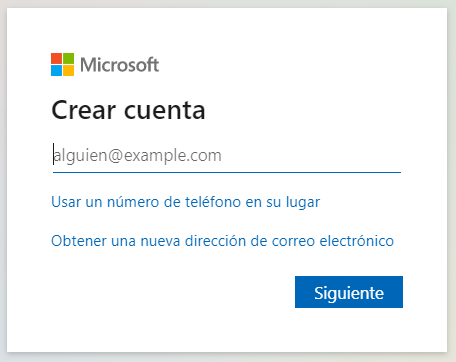 Microsoft
Crear cuenta
alguien@example.com
Usar un número de teléfono en su lugar
Obtener una nueva dirección de correo electrónico
Siguiente